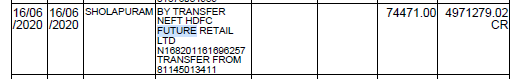 16/06 16/06 SHOLAPURAM BY TRANSFER 74471.00 4971279.02
/2020 /2020 NEFT HDFC CR
FUTURE RETAIL
LTD
N168201161696257
TRANSFER FROM
81145013411